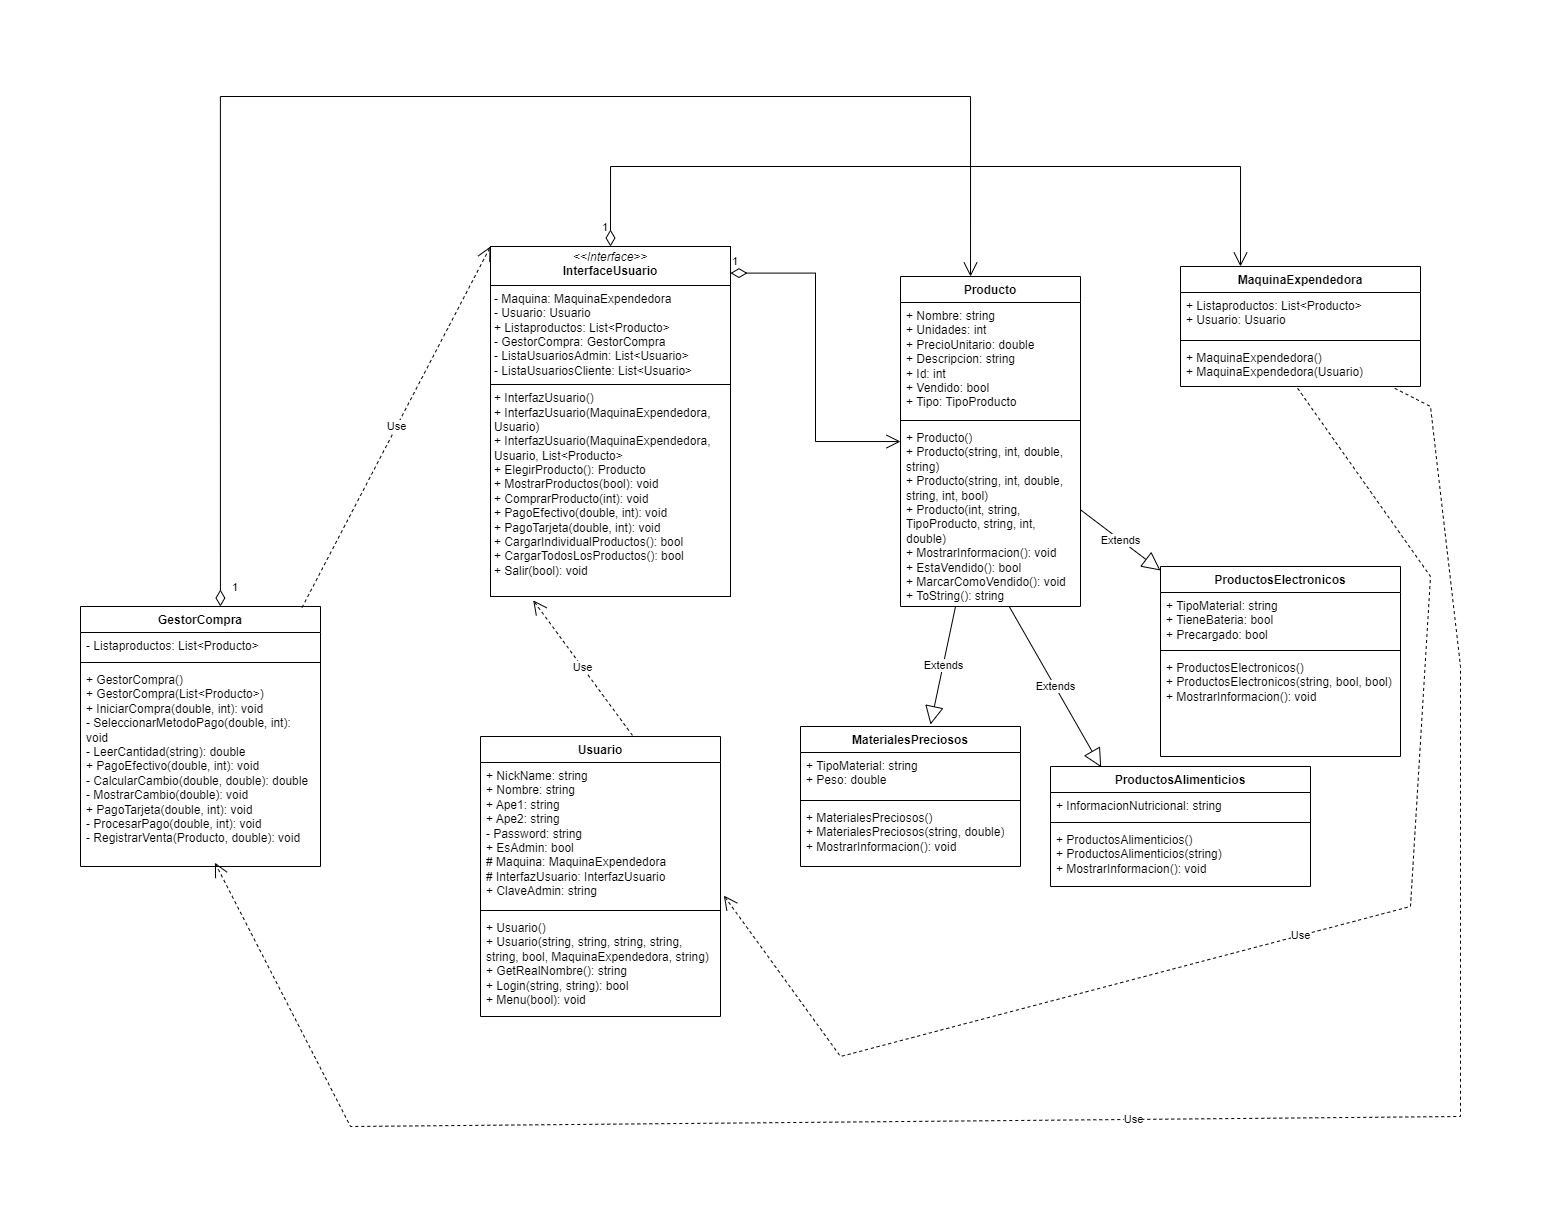 1
<<Interface>>
InterfaceUsuario
- Maquina: MaquinaExpendedora
- Usuario: Usuario
+ Listaproductos: List<Producto>
- GestorCompra: GestorCompra
- ListaUsuariosAdmin: List<Usuario>
- ListaUsuariosCliente: List<Usuario>
+ InterfazUsuario()
+ InterfazUsuario(MaquinaExpendedora,
Usuario)
+ InterfazUsuario(MaquinaExpendedora,
Usuario, List<Producto>
+ ElegirProducto(): Producto
+ MostrarProductos(bool): void
+ ComprarProducto(int): void
+ PagoEfectivo(double, int): void
+ PagoTarjeta(double, int): void
+ CargarIndividualProductos(): bool
+ CargarTodosLosProductos(): bool
+ Salir(bool): void
1
Producto
+ Nombre: string
+ Unidades: int
+ PrecioUnitario: double
+ Descripcion: string
+ Id: int
+ Vendido: bool
+ Tipo: TipoProducto
+ Producto()
+ Producto(string, int, double,
string)
+ Producto(string, int, double,
string, int, bool)
+ Producto(int, string,
TipoProducto, string, int,
double)
+ MostrarInformacion(): void
+ EstaVendido(): bool
+ MarcarComoVendido(): void
+ ToString(): string
MaquinaExpendedora
+ Listaproductos: List<Producto>
+ Usuario: Usuario
+ MaquinaExpendedora()
+ MaquinaExpendedora(Usuario)
Use
Extends
ProductosElectronicos
+ TipoMaterial: string
+ TieneBateria: bool
+ Precargado: bool
+ ProductosElectronicos()
+ ProductosElectronicos(string, bool, bool)
+ MostrarInformacion(): void
1
GestorCompra
- Listaproductos: List<Producto>
+ GestorCompra()
+ GestorCompra(List<Producto>)
+ IniciarCompra(double, int): void
- SeleccionarMetodoPago(double, int):
void
- LeerCantidad(string): double
+ PagoEfectivo(double, int): void
- CalcularCambio(double, double): double
- MostrarCambio(double): void
+ PagoTarjeta(double, int): void
- ProcesarPago(double, int): void
- RegistrarVenta(Producto, double): void
Use
Extends
Extends
Usuario
+ NickName: string
+ Nombre: string
+ Ape1: string
+ Ape2: string
- Password: string
+ EsAdmin: bool
# Maquina: MaquinaExpendedora
# InterfazUsuario: InterfazUsuario
+ ClaveAdmin: string
+ Usuario()
+ Usuario(string, string, string, string,
string, bool, MaquinaExpendedora, string)
+ GetRealNombre(): string
+ Login(string, string): bool
+ Menu(bool): void
MaterialesPreciosos
+ TipoMaterial: string
+ Peso: double
+ MaterialesPreciosos()
+ MaterialesPreciosos(string, double)
+ MostrarInformacion(): void
ProductosAlimenticios
+ InformacionNutricional: string
+ ProductosAlimenticios()
+ ProductosAlimenticios(string)
+ MostrarInformacion(): void
Use
Use